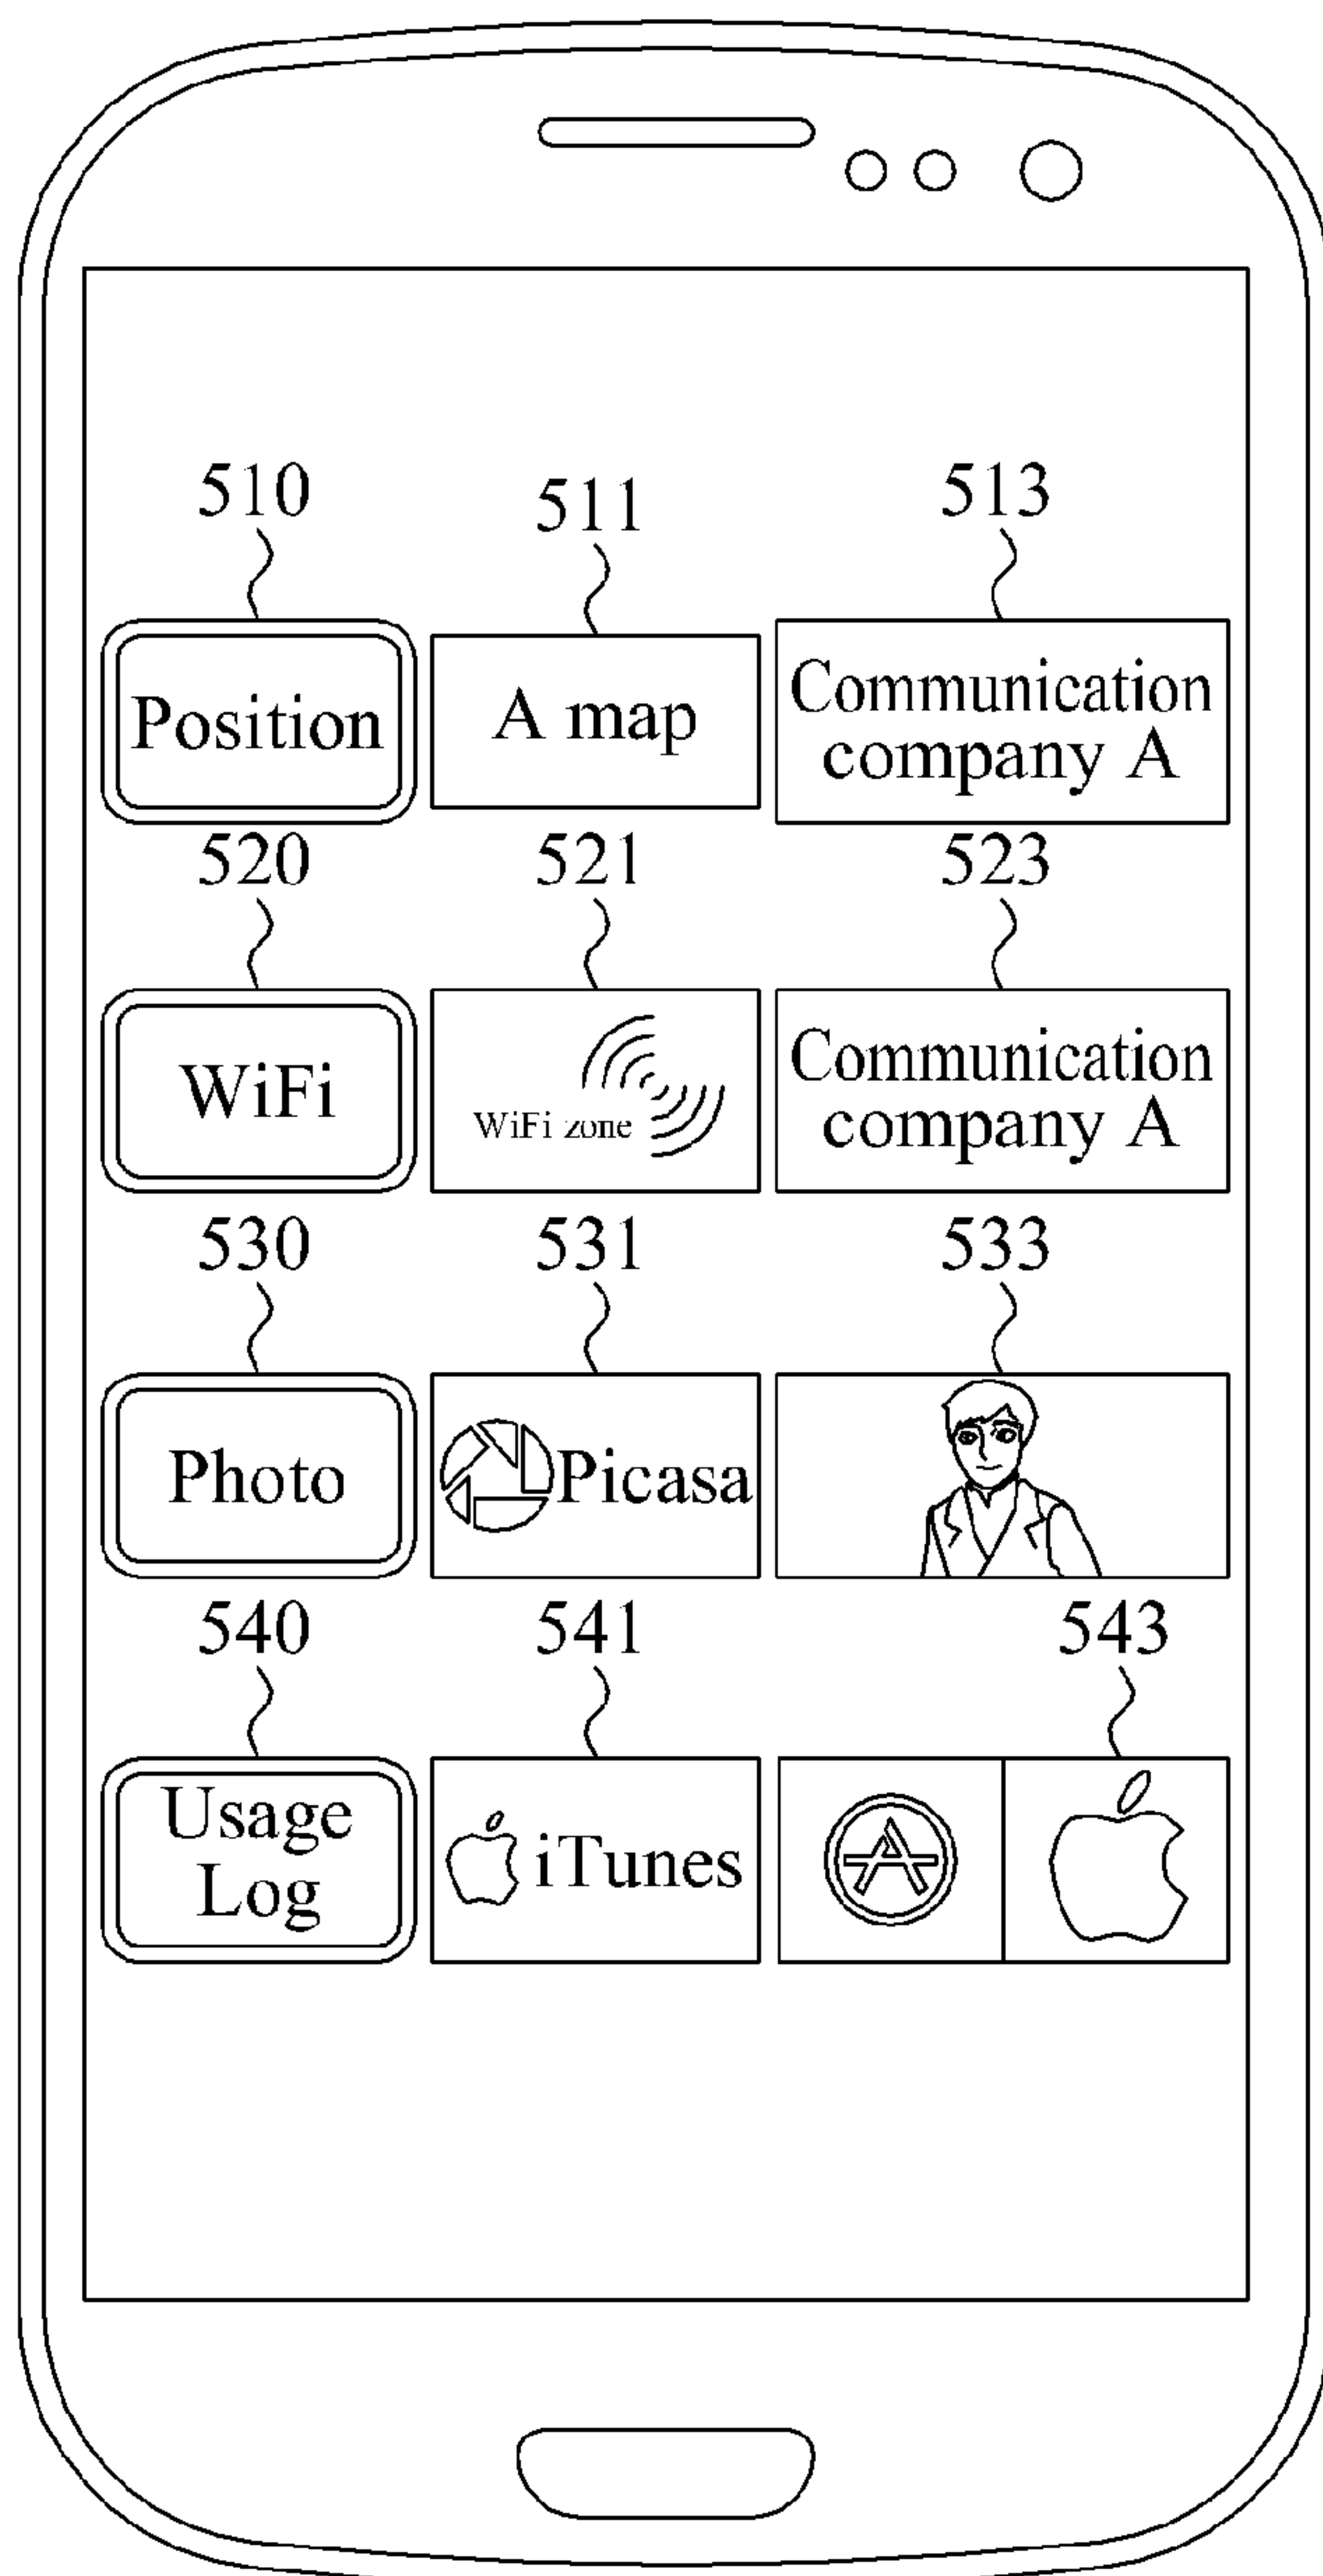 510 511 513
Position A map Communication
company A
520 521 523
WiFi WiFi zone Communication
company A
530 531 533
Photo Picasa
540 541 543
Usage
Log iTunes